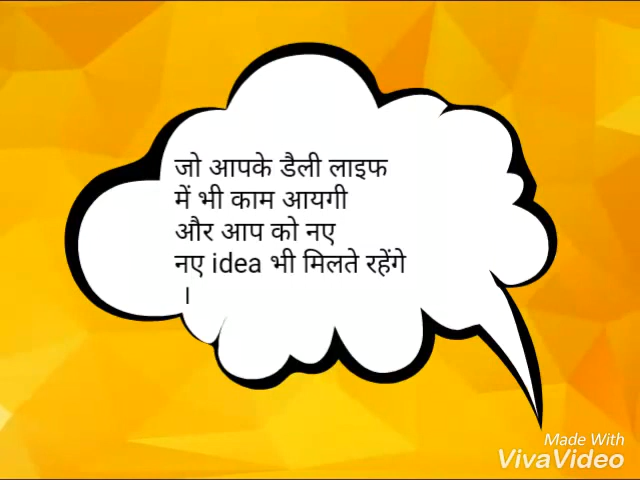 जो आपके डैली लाइफ
में भी काम आयगी
और आप को नए
नए idea भी मिलते रहेंगे
।
Made With
VivaVideo